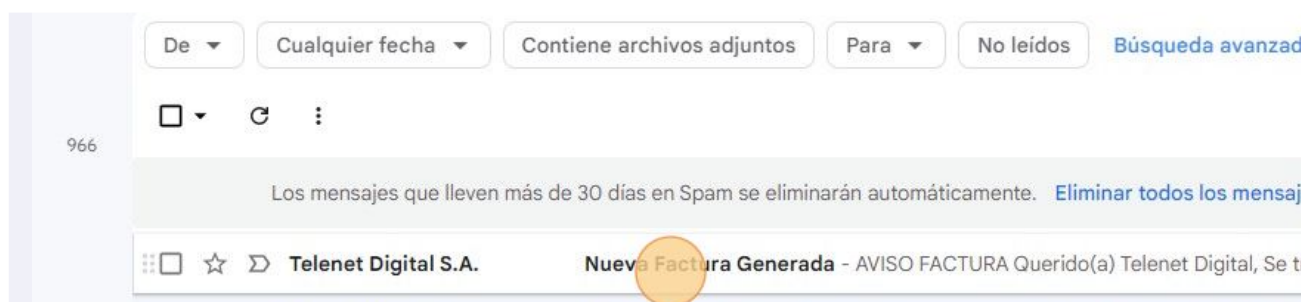 De Cualquier fecha Contiene archivos adjuntos Para No leídos Búsqueda
966
Los mensajes que lleven más de 30 días en Spam se eliminarán automáticamente. Eliminar todos los
Telenet Digital S.A. Nueva Factura Generada - AVISO FACTURA Querido(a) Telenet Digital, Se